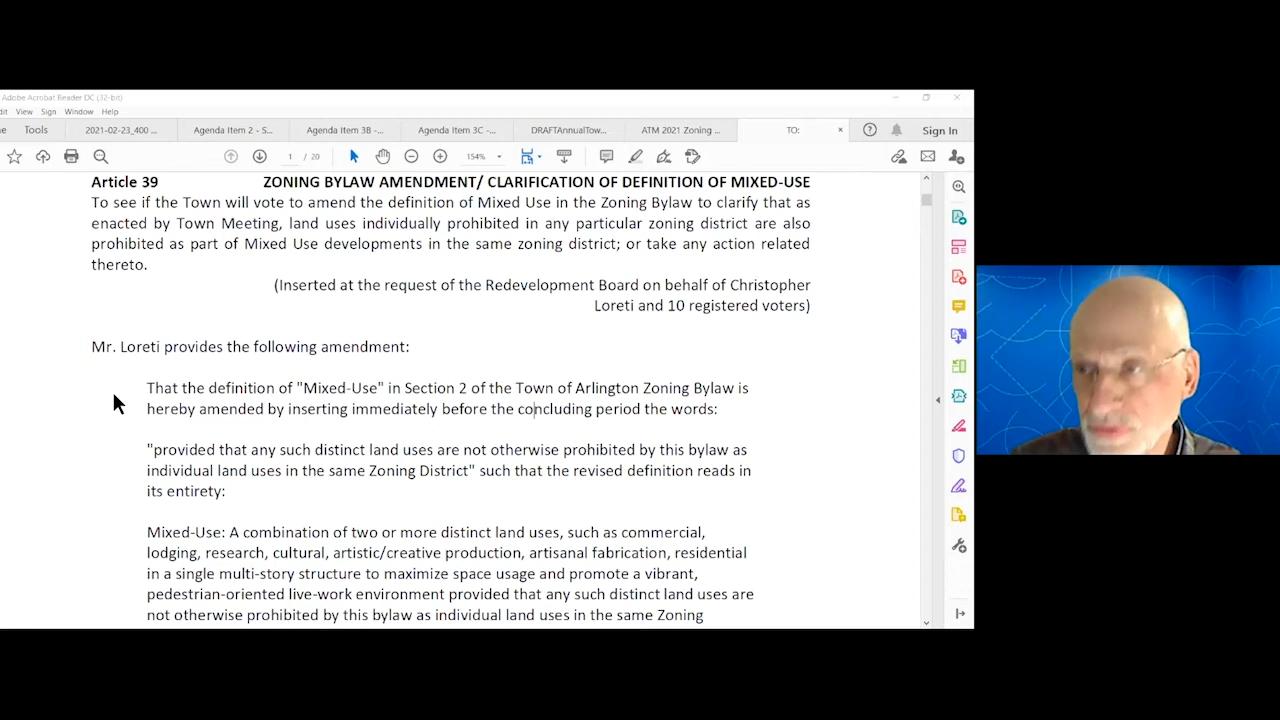 Adobe Acrobat Reader DC (32-bit)
dit View Sign Window Help
e Tools 2021-02-23_400 ... Agenda Item 2 - S... Agenda Item 3B -... Agenda Item 3C -... DRAFTAnnualTow... ATM 2021 Zoning ... TO: × Sign In
1 / 20 154%
Article 39 ZONING BYLAW AMENDMENT/ CLARIFICATION OF DEFINITION OF MIXED-USE
To see if the Town will vote to amend the definition of Mixed Use in the Zoning Bylaw to clarify that as
enacted by Town Meeting, land uses individually prohibited in any particular zoning district are also
prohibited as part of Mixed Use developments in the same zoning district; or take any action related
thereto.
(Inserted at the request of the Redevelopment Board on behalf of Christopher
Loreti and 10 registered voters)
Mr. Loreti provides the following amendment:
That the definition of "Mixed-Use" in Section 2 of the Town of Arlington Zoning Bylaw is
hereby amended by inserting immediately before the concluding period the words:
"provided that any such distinct land uses are not otherwise prohibited by this bylaw as
individual land uses in the same Zoning District" such that the revised definition reads in
its entirety:
Mixed-Use: A combination of two or more distinct land uses, such as commercial,
lodging, research, cultural, artistic/creative production, artisanal fabrication, residential
in a single multi-story structure to maximize space usage and promote a vibrant,
pedestrian-oriented live-work environment provided that any such distinct land uses are
not otherwise prohibited by this bylaw as individual land uses in the same Zoning